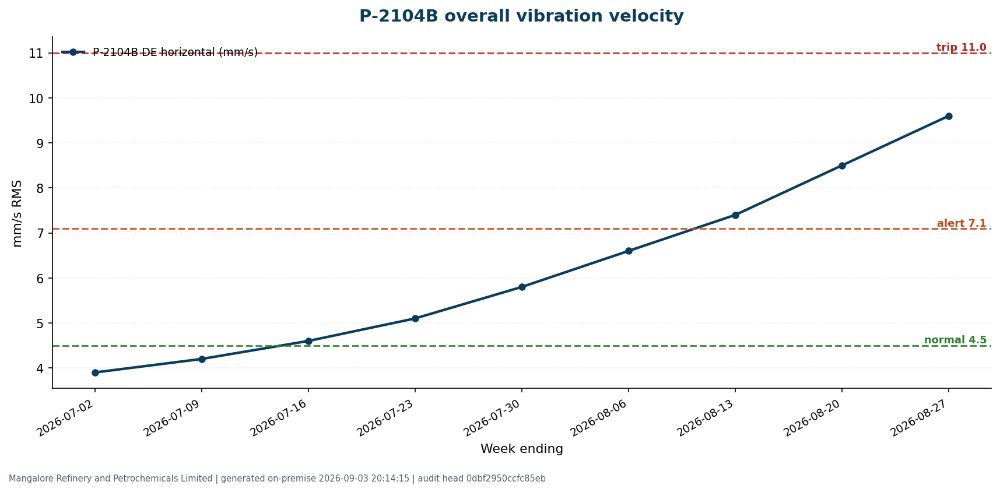 P-2104B overall vibration velocity
P-2104B DE horizontal (mm/s)
trip 11.0
alert 7.1
normal 4.5
11
10
9
8
7
6
5
4
mm/s RMS
2026-07-02
2026-07-09
2026-07-16
2026-07-23
2026-07-30
2026-08-06
2026-08-13
2026-08-20
2026-08-27
Week ending
Mangalore Refinery and Petrochemicals Limited | generated on-premise 2026-09-03 20:14:15 | audit head 0dbf2950ccfc85eb